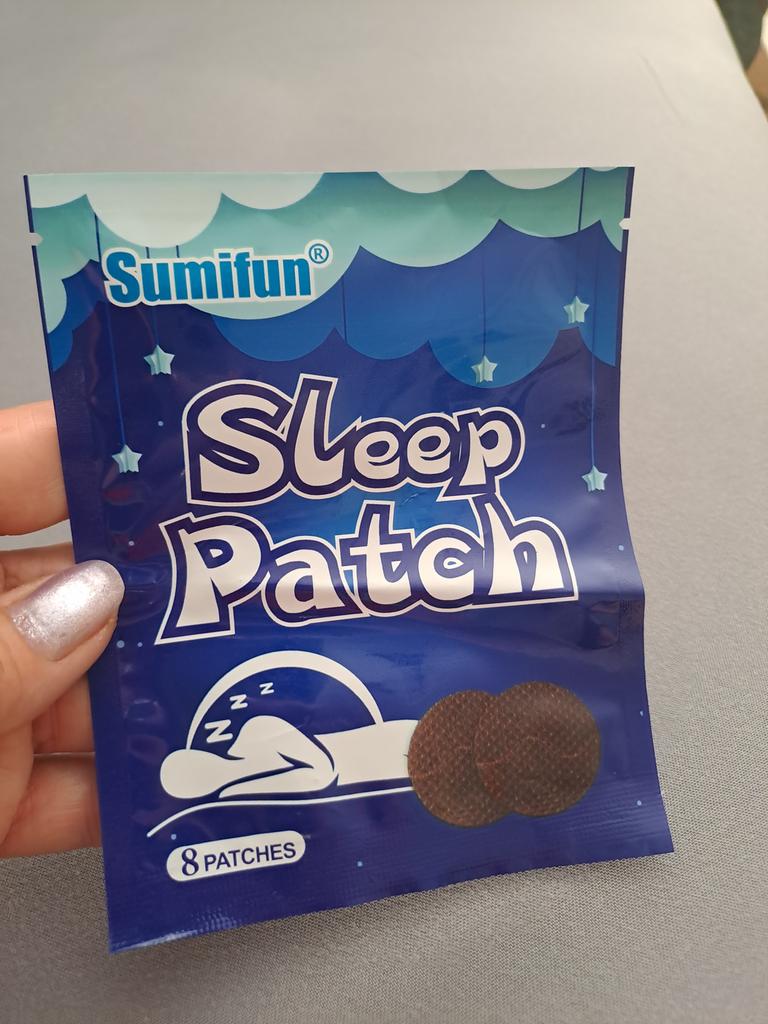 Sumifun®
Sleep
Patch
z
z
z
8 PATCHES